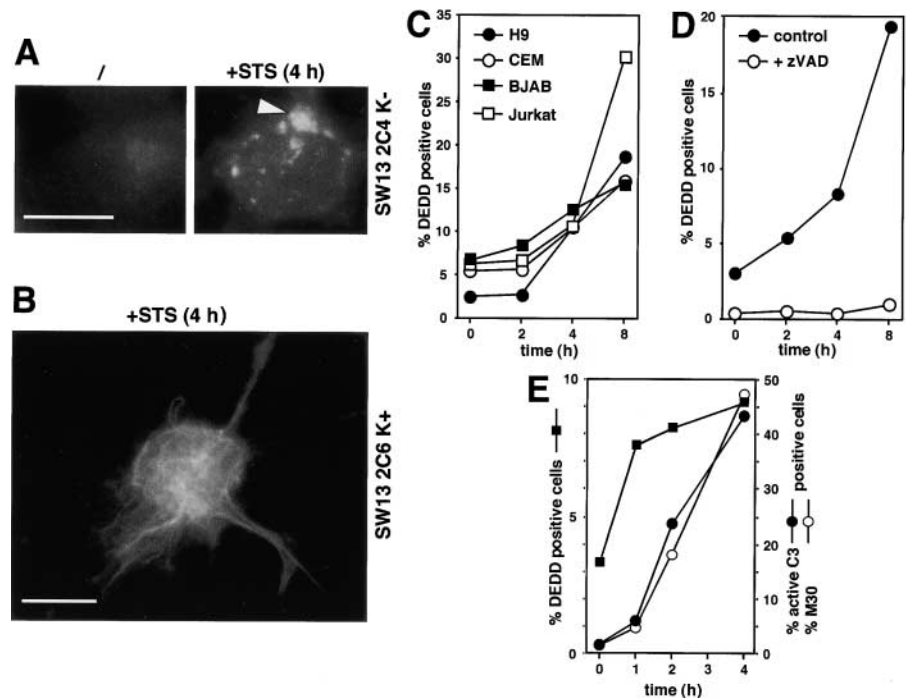 A
/
+STS (4 h)
SW13 2C4 K-
B
+STS (4 h)
SW13 2C6 K+
C
H9
CEM
BJAB
Jurkat
% DEDD positive cells
35
30
25
20
15
10
5
0
0 2 4 8
time (h)
D
control
+ zVAD
% DEDD positive cells
20
15
10
5
0
0 2 4 8
time (h)
E
% DEDD positive cells
10
5
0
50
40
30
20
10
5
0
% active C3
% M30
positive cells
0 1 2 3 4
time (h)